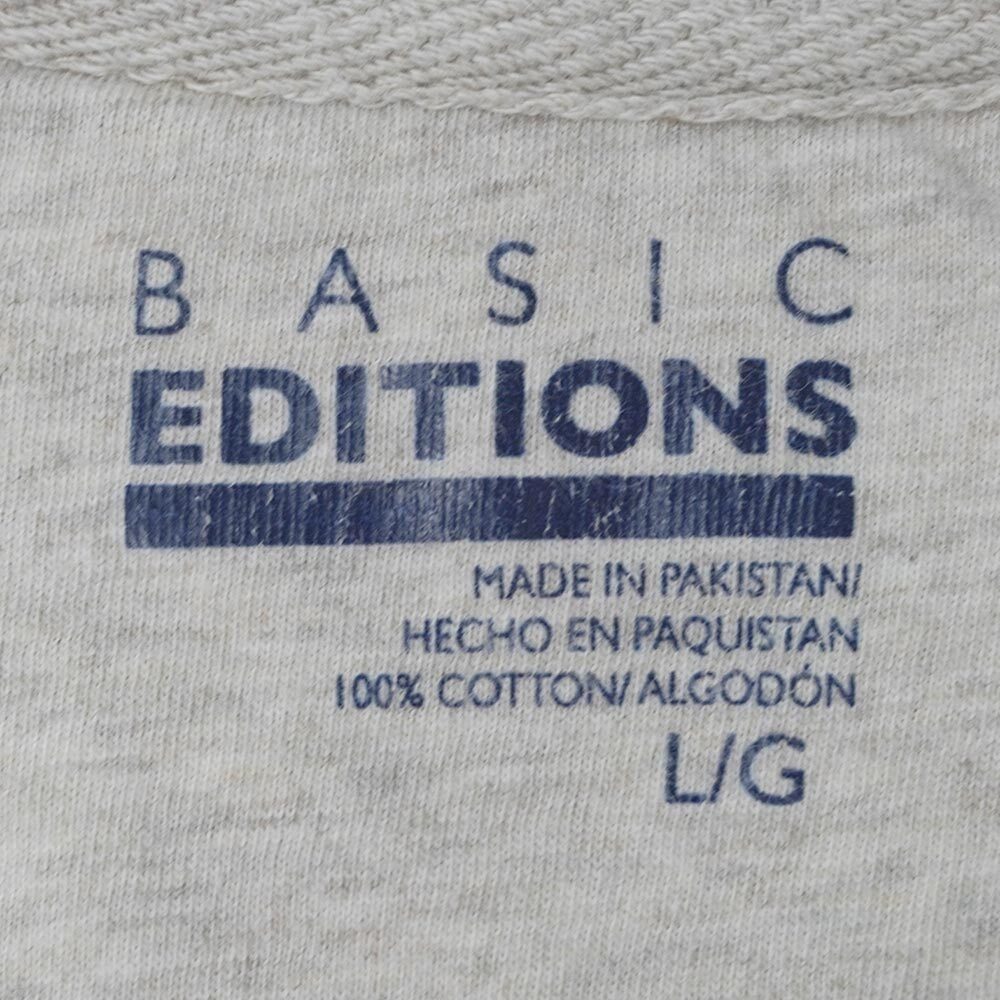 BASIC
EDITIONS
MADE IN PAKISTAN/
HECHO EN PAQUISTAN
100% COTTON/ALGODÓN
L/G